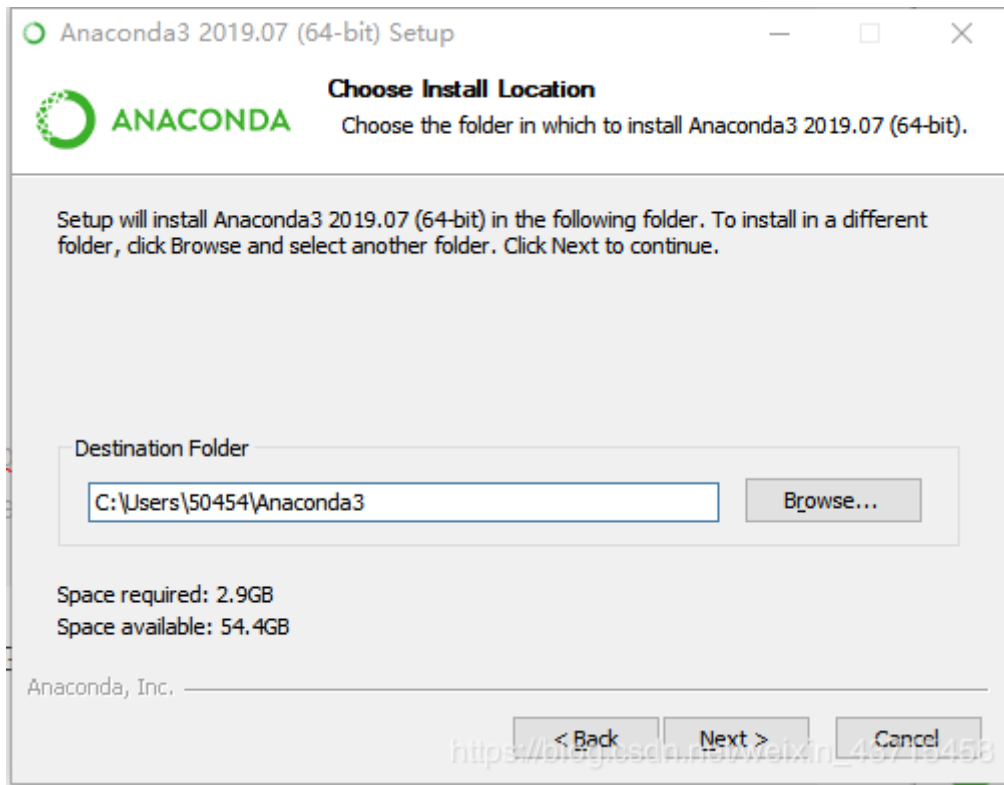 Anaconda3 2019.07 (64-bit) Setup
ANACONDA
Choose Install Location
Choose the folder in which to install Anaconda3 2019.07 (64-bit).
Setup will install Anaconda3 2019.07 (64-bit) in the following folder. To install in a different
folder, click Browse and select another folder. Click Next to continue.
Destination Folder
C:\Users\50454\Anaconda3
Browse...
Space required: 2.9GB
Space available: 54.4GB
Anaconda, Inc.
< Back
Next >
Cancel